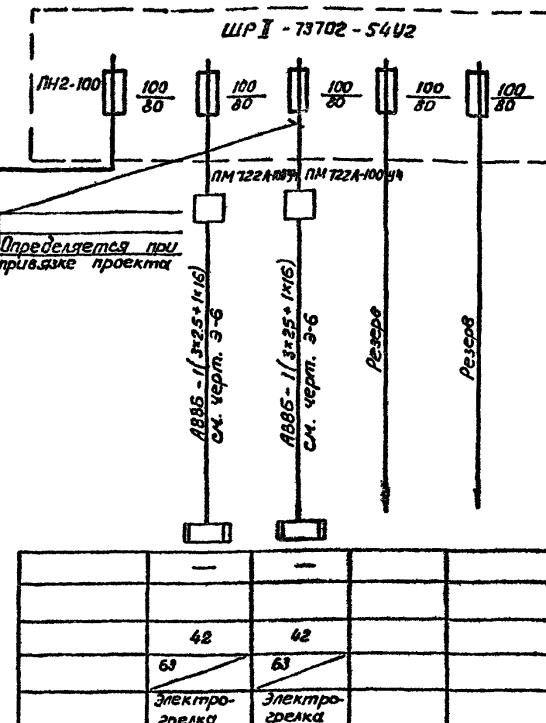 ШР II - 73702 - 54У2
ПН2-100
100
80
100
80
100
80
100
80
100
80
ПМ 722А-100У4
ПМ 722А-100У4
Определяется при
привязке проекта
АВВБ - 1 (3×25 + 1×16)
см. черт. Э-6
АВВБ - 1 (3×25 + 1×16)
см. черт. Э-6
Резерв
Резерв
—
—
42
42
63
63
Электро-
грелка
Электро-
грелка